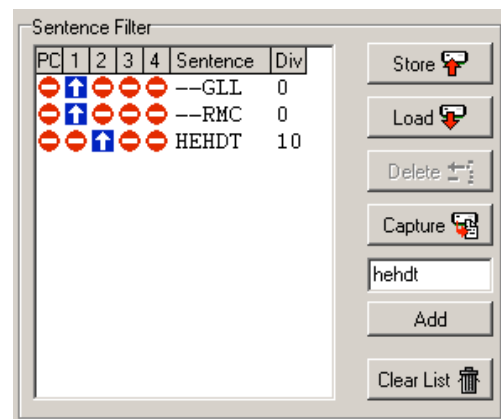 Sentence Filter
PC 1 2 3 4 Sentence Div
--GLL 0
--RMC 0
HEHDT 10
Store
Load
Delete
Capture
hehdt
Add
Clear List